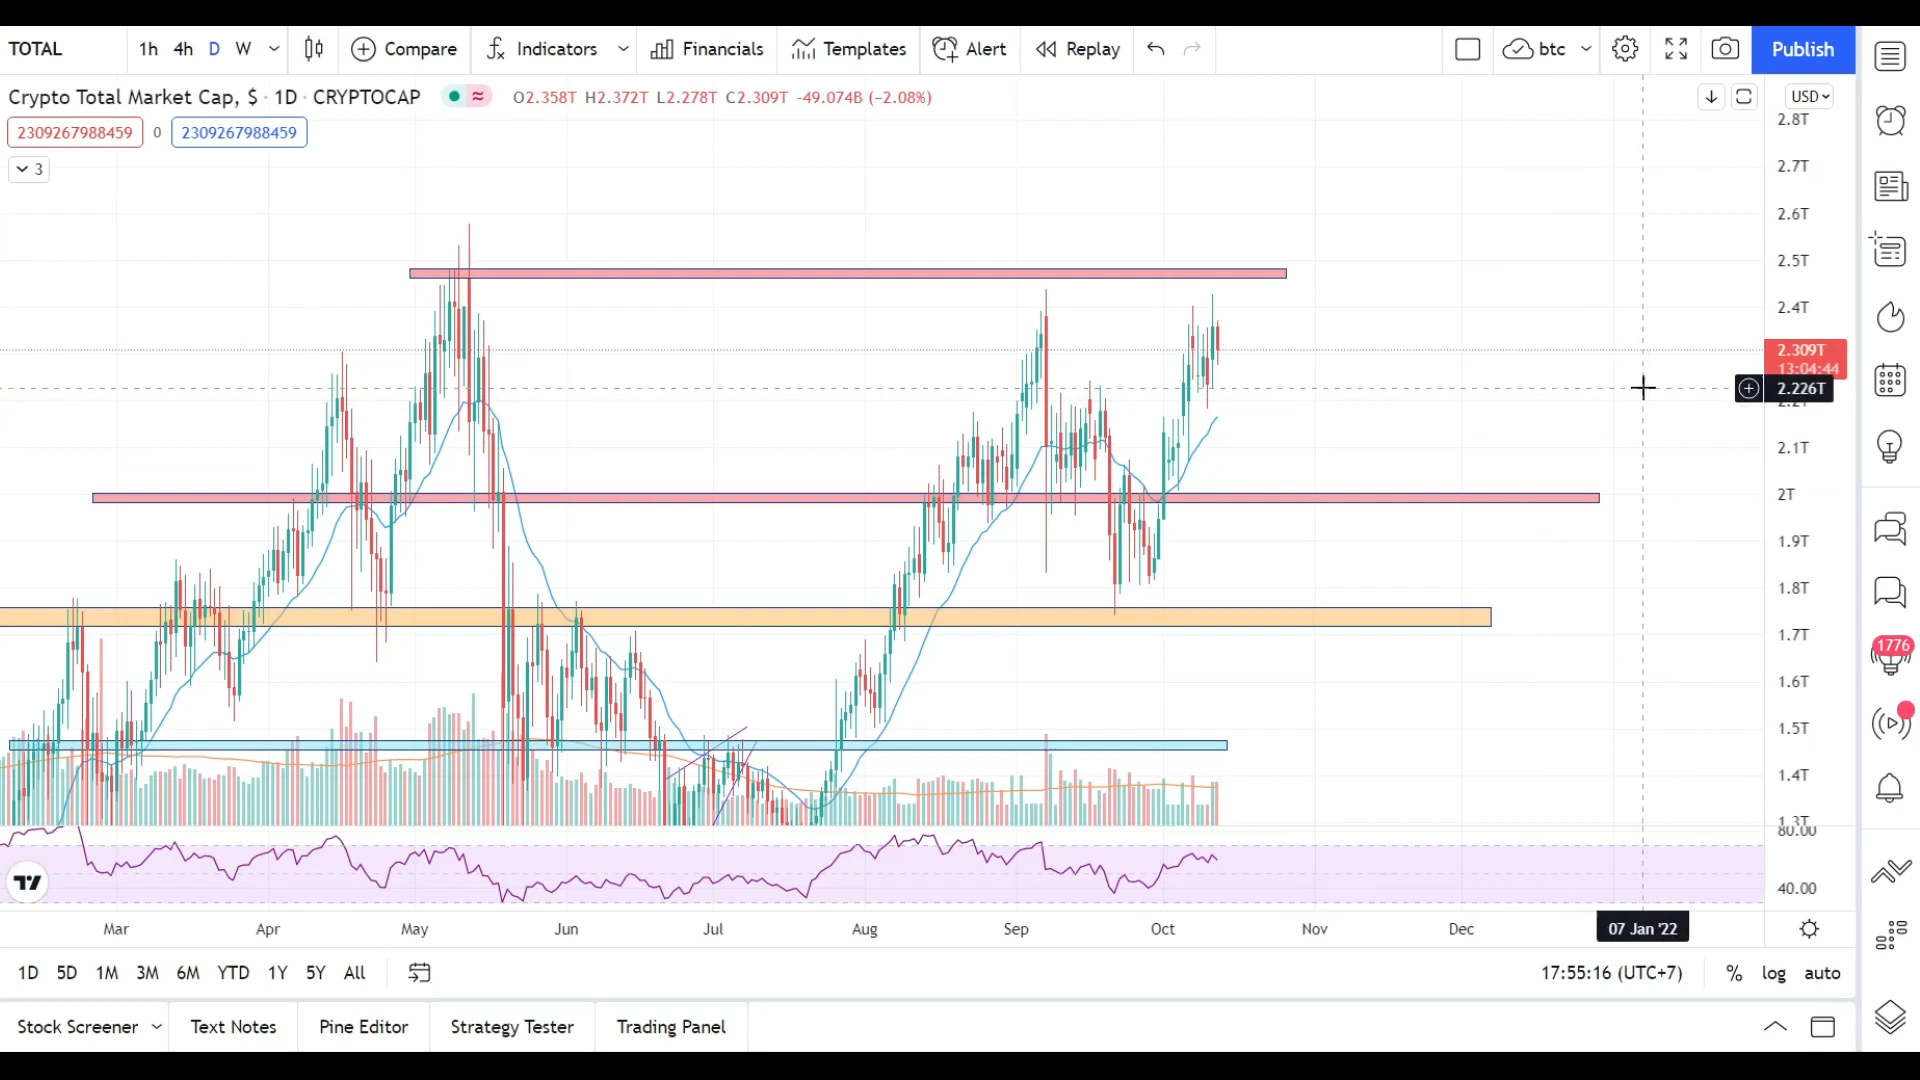 TOTAL 1h 4h D W Compare Indicators Financials Templates Alert Replay btc Publish
Crypto Total Market Cap, $ · 1D · CRYPTOCAP ≈ O2.358T H2.372T L2.278T C2.309T -49.074B (−2.08%) USD
2309267988459 0 2309267988459
3
2.8T
2.7T
2.6T
2.5T
2.4T
2.309T
13:04:44
2.226T
2.1T
2T
1.9T
1.8T
1.7T
1.6T
1.5T
1.4T
1.3T
80.00
40.00
1776
Mar Apr May Jun Jul Aug Sep Oct Nov Dec 07 Jan '22
1D 5D 1M 3M 6M YTD 1Y 5Y All 17:55:16 (UTC+7) % log auto
Stock Screener Text Notes Pine Editor Strategy Tester Trading Panel